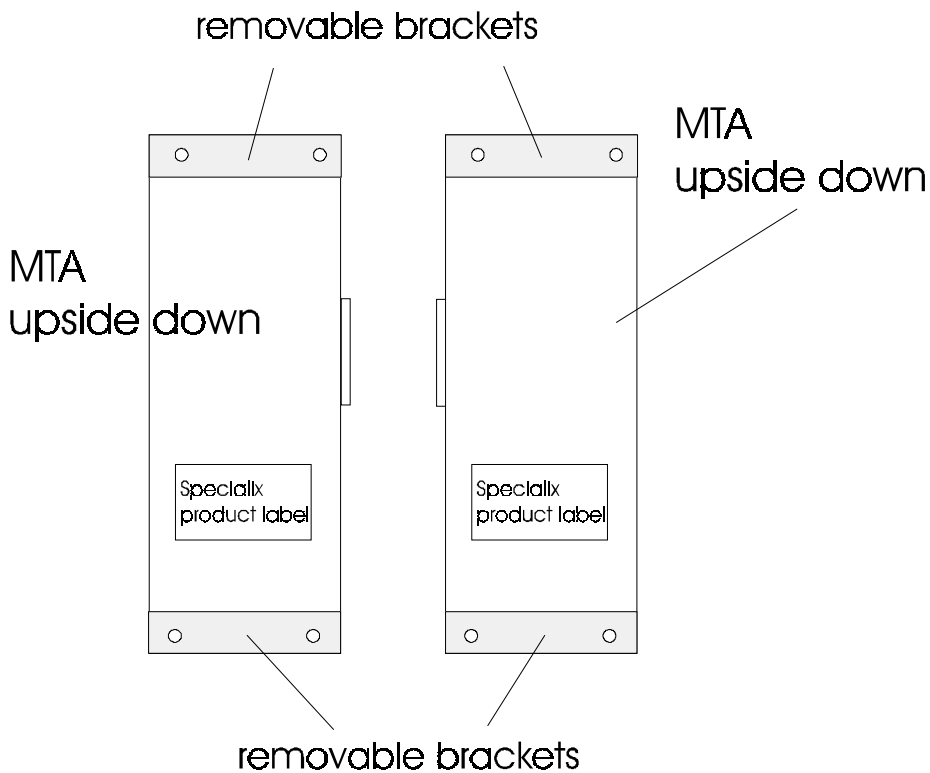 removable brackets
MTA
upside down
MTA
upside down
Specialix
product label
Specialix
product label
removable brackets